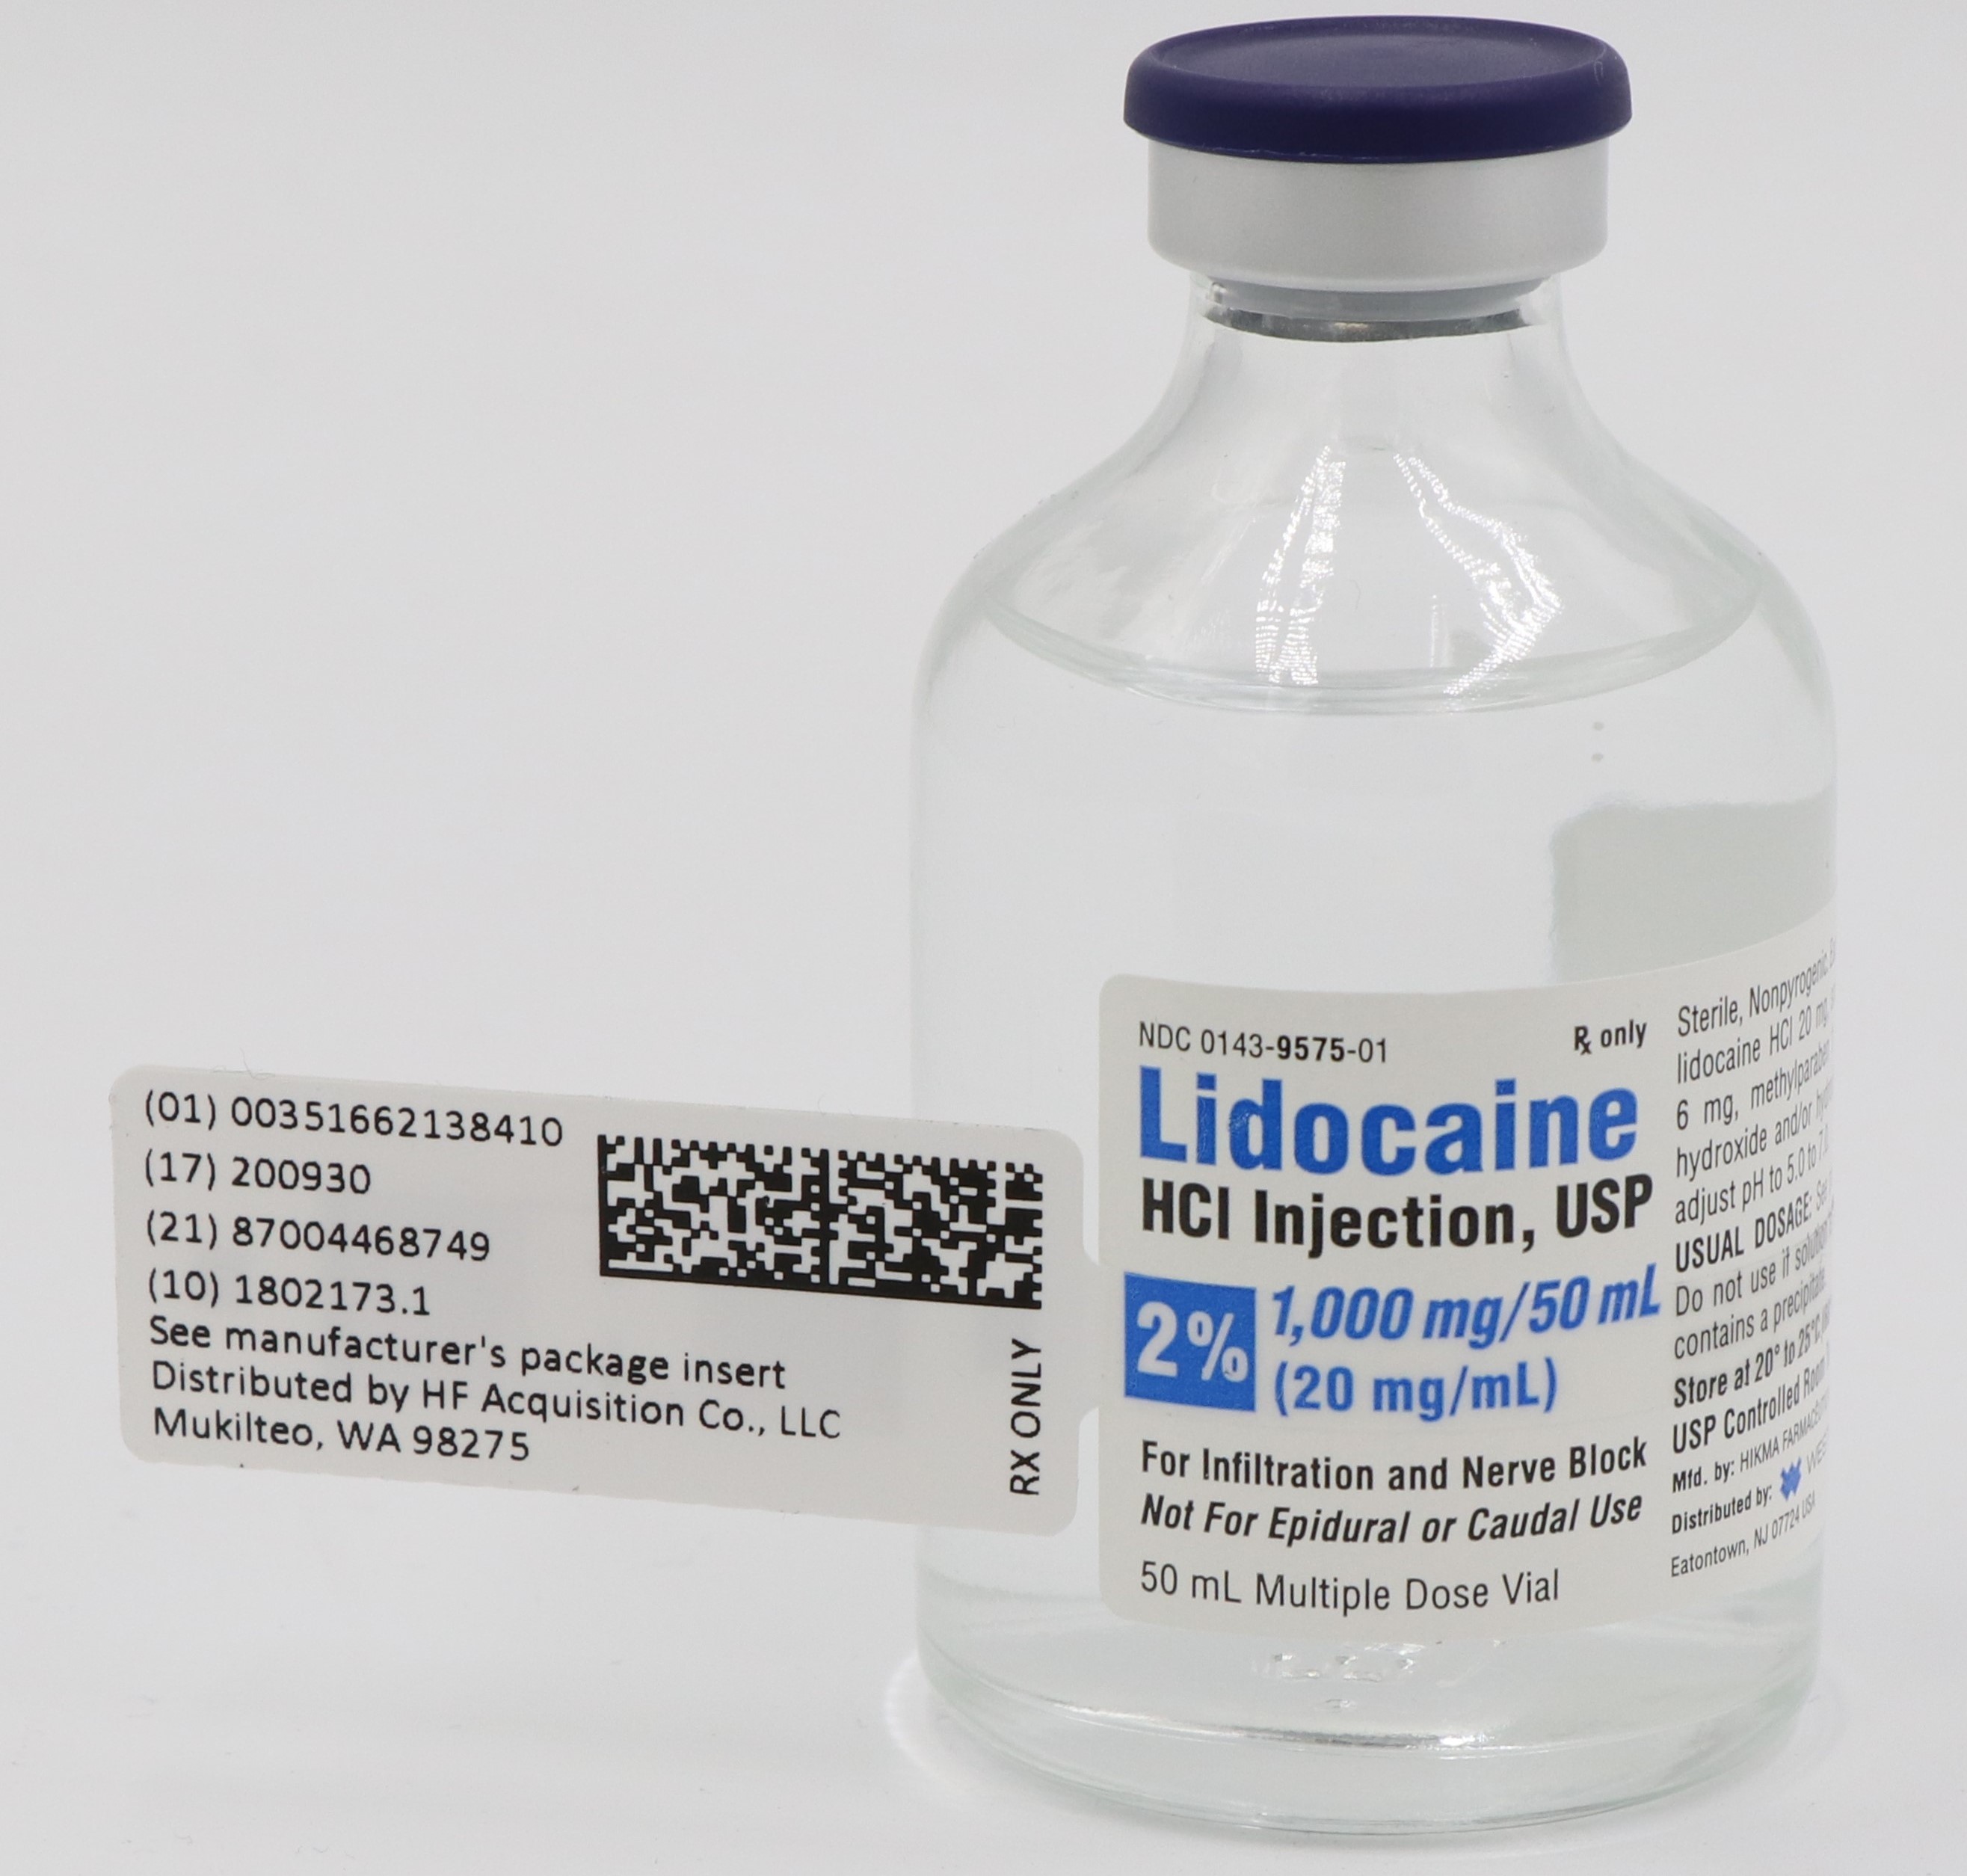 (01) 00351662138410
(17) 200930
(21) 87004468749
(10) 1802173.1
See manufacturer's package insert
Distributed by HF Acquisition Co., LLC
Mukilteo, WA 98275
RX ONLY
NDC 0143-9575-01
℞ only
Lidocaine
HCl Injection, USP
2%
1,000 mg/50 mL
(20 mg/mL)
For Infiltration and Nerve Block
Not For Epidural or Caudal Use
50 mL Multiple Dose Vial
Sterile, Nonpyrogenic.
lidocaine HCl 20 mg,
6 mg, methylparaben
hydroxide and/or
adjust pH to 5.0 to 7.0.
USUAL DOSAGE: See
Do not use if solution
contains a precipitate.
Store at 20° to 25°C
USP Controlled Room
Mfd. by: HIKMA FARMACEUTICA
Distributed by:
Eatontown, NJ 07724 USA